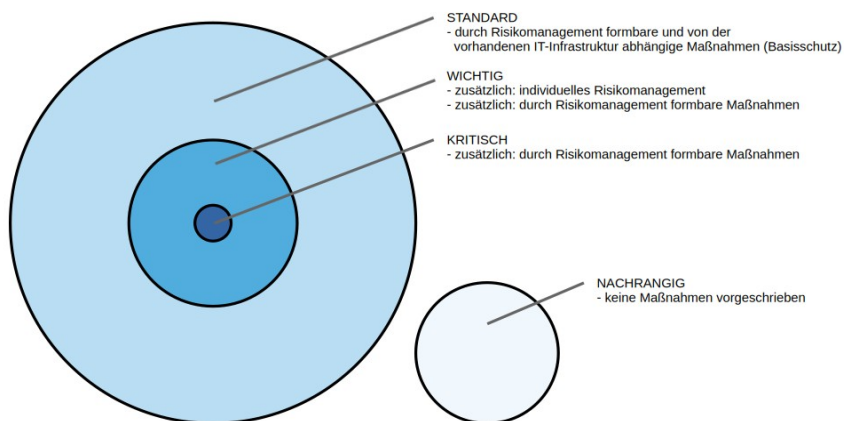 STANDARD
- durch Risikomanagement formbare und von der
vorhandenen IT-Infrastruktur abhängige Maßnahmen (Basisschutz)
WICHTIG
- zusätzlich: individuelles Risikomanagement
- zusätzlich: durch Risikomanagement formbare Maßnahmen
KRITISCH
- zusätzlich: durch Risikomanagement formbare Maßnahmen
NACHRANGIG
- keine Maßnahmen vorgeschrieben